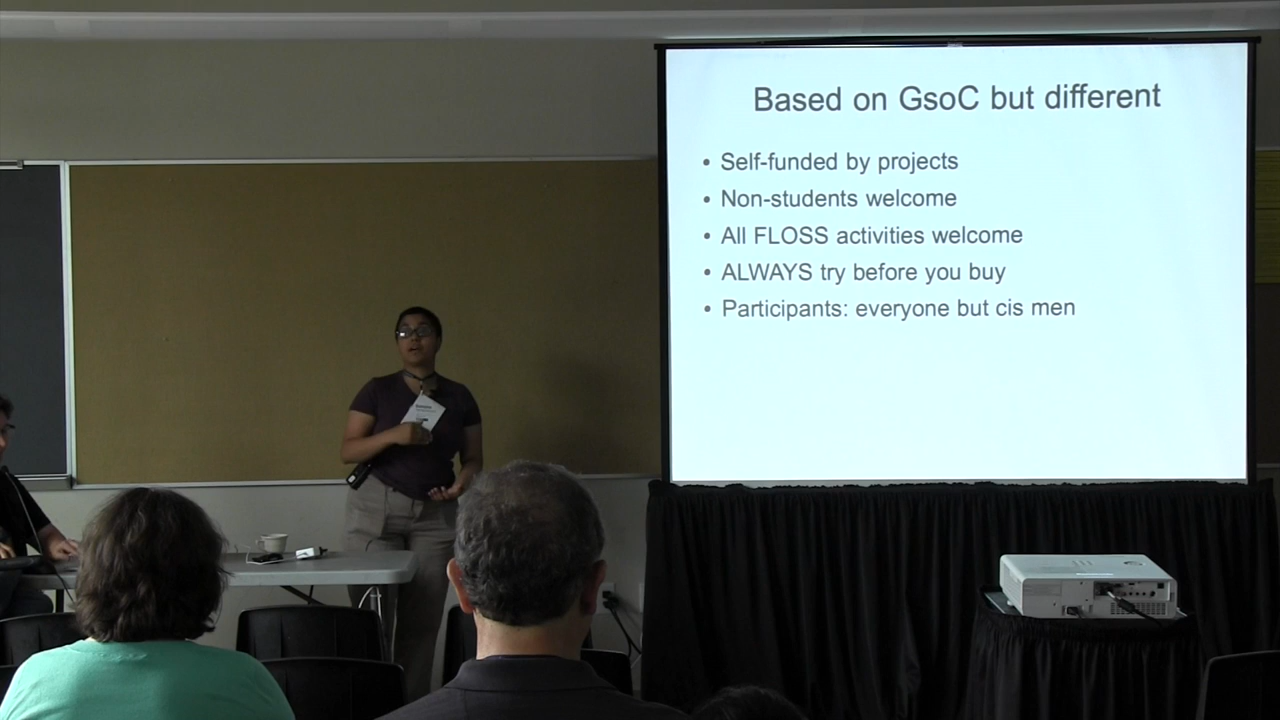 Based on GsoC but different
• Self-funded by projects
• Non-students welcome
• All FLOSS activities welcome
• ALWAYS try before you buy
• Participants: everyone but cis men